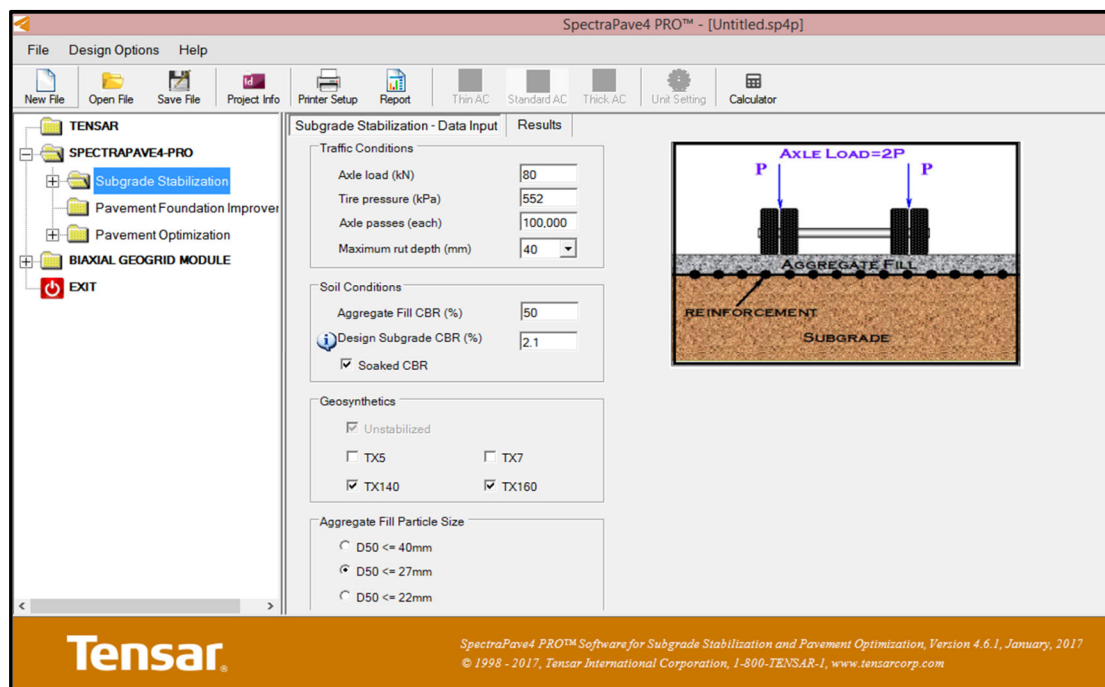 SpectraPave4 PRO™ - [Untitled.sp4p]
File Design Options Help
New File Open File Save File Project Info Printer Setup Report Thin AC Standard AC Thick AC Unit Setting Calculator
TENSAR
SPECTRAPAVE4-PRO
Subgrade Stabilization
Pavement Foundation Improver
Pavement Optimization
BIAXIAL GEOGRID MODULE
EXIT
Subgrade Stabilization - Data Input Results
Traffic Conditions
Axle load (kN) 80
Tire pressure (kPa) 552
Axle passes (each) 100,000
Maximum rut depth (mm) 40
Soil Conditions
Aggregate Fill CBR (%) 50
Design Subgrade CBR (%) 2.1
Soaked CBR
Geosynthetics
Unstabilized
TX5 TX7
TX140 TX160
Aggregate Fill Particle Size
D50 <= 40mm
D50 <= 27mm
D50 <= 22mm
AXLE LOAD=2P
P P
AGGREGATE FILL
REINFORCEMENT
SUBGRADE
Tensar®
SpectraPave4 PRO™ Software for Subgrade Stabilization and Pavement Optimization, Version 4.6.1, January, 2017
© 1998 - 2017, Tensar International Corporation, 1-800-TENSAR-1, www.tensarcorp.com